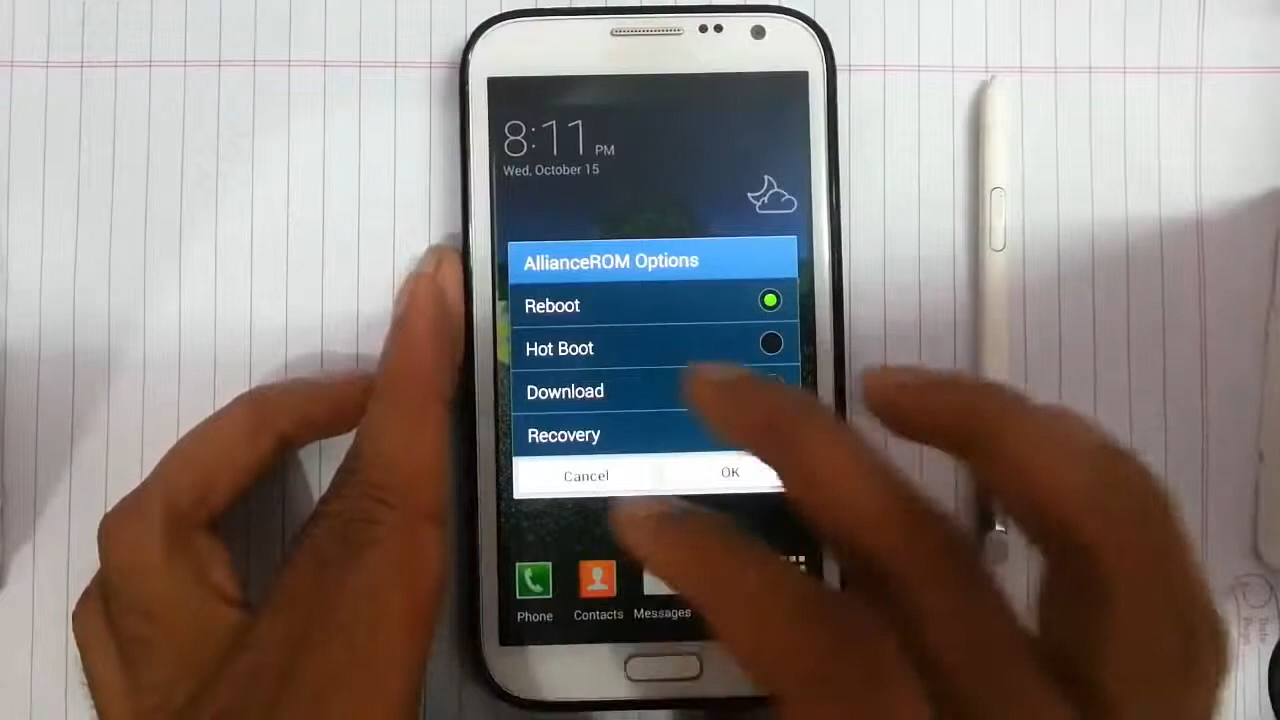 8:11 PM
Wed, October 15
AllianceROM Options
Reboot
Hot Boot
Download
Recovery
Cancel OK
Phone Contacts Messages